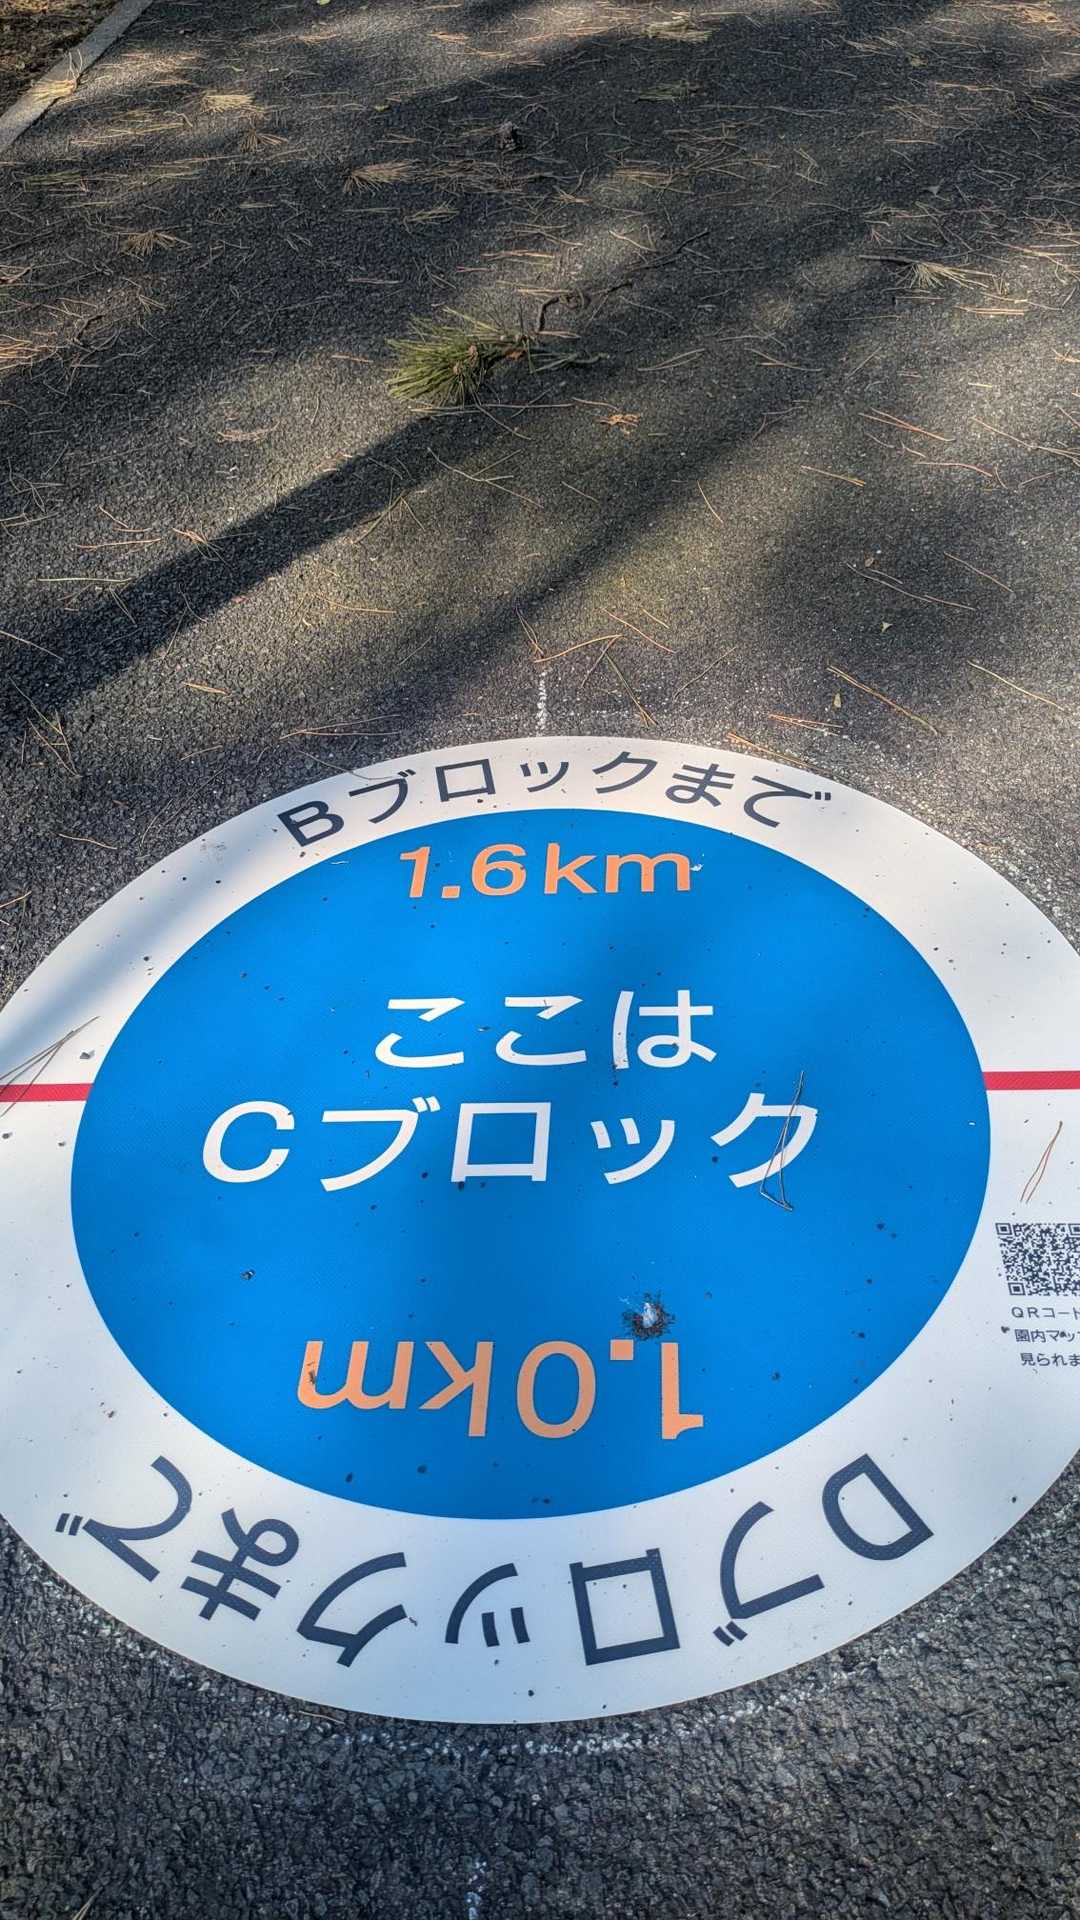 Bブロックまで
1.6km
ここは
Cブロック
1.0km
Dブロックまで
QRコード
園内マッ
見られま